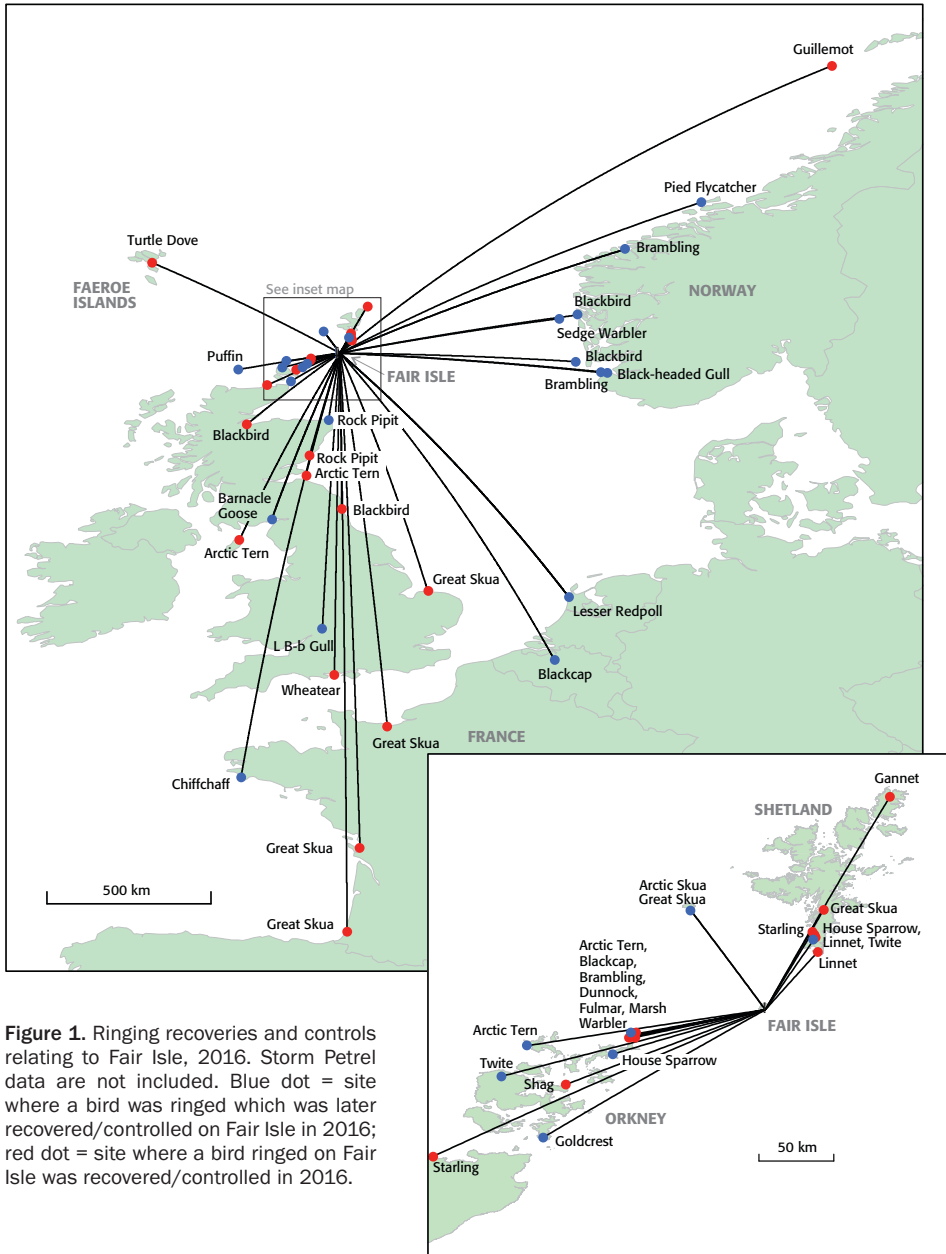 Guillemot
Pied Flycatcher
Brambling
Turtle Dove
FAEROE
ISLANDS
See inset map
NORWAY
Blackbird
Sedge Warbler
Puffin
Blackbird
FAIR ISLE
Brambling
Black-headed Gull
Rock Pipit
Blackbird
Rock Pipit
Arctic Tern
Barnacle
Goose
Blackbird
Arctic Tern
Great Skua
Lesser Redpoll
L B-b Gull
Blackcap
Wheatear
FRANCE
Great Skua
Chiffchaff
Great Skua
500 km
Great Skua
Gannet
SHETLAND
Arctic Skua
Great Skua
Great Skua
Starling
House Sparrow,
Linnet, Twite
Linnet
Arctic Tern,
Blackcap,
Brambling,
Dunnock,
Fulmar, Marsh
Warbler
FAIR ISLE
Arctic Tern
House Sparrow
Twite
Shag
ORKNEY
Goldcrest
50 km
Starling
Figure 1. Ringing recoveries and controls
relating to Fair Isle, 2016. Storm Petrel
data are not included. Blue dot = site
where a bird was ringed which was later
recovered/controlled on Fair Isle in 2016;
red dot = site where a bird ringed on Fair
Isle was recovered/controlled in 2016.